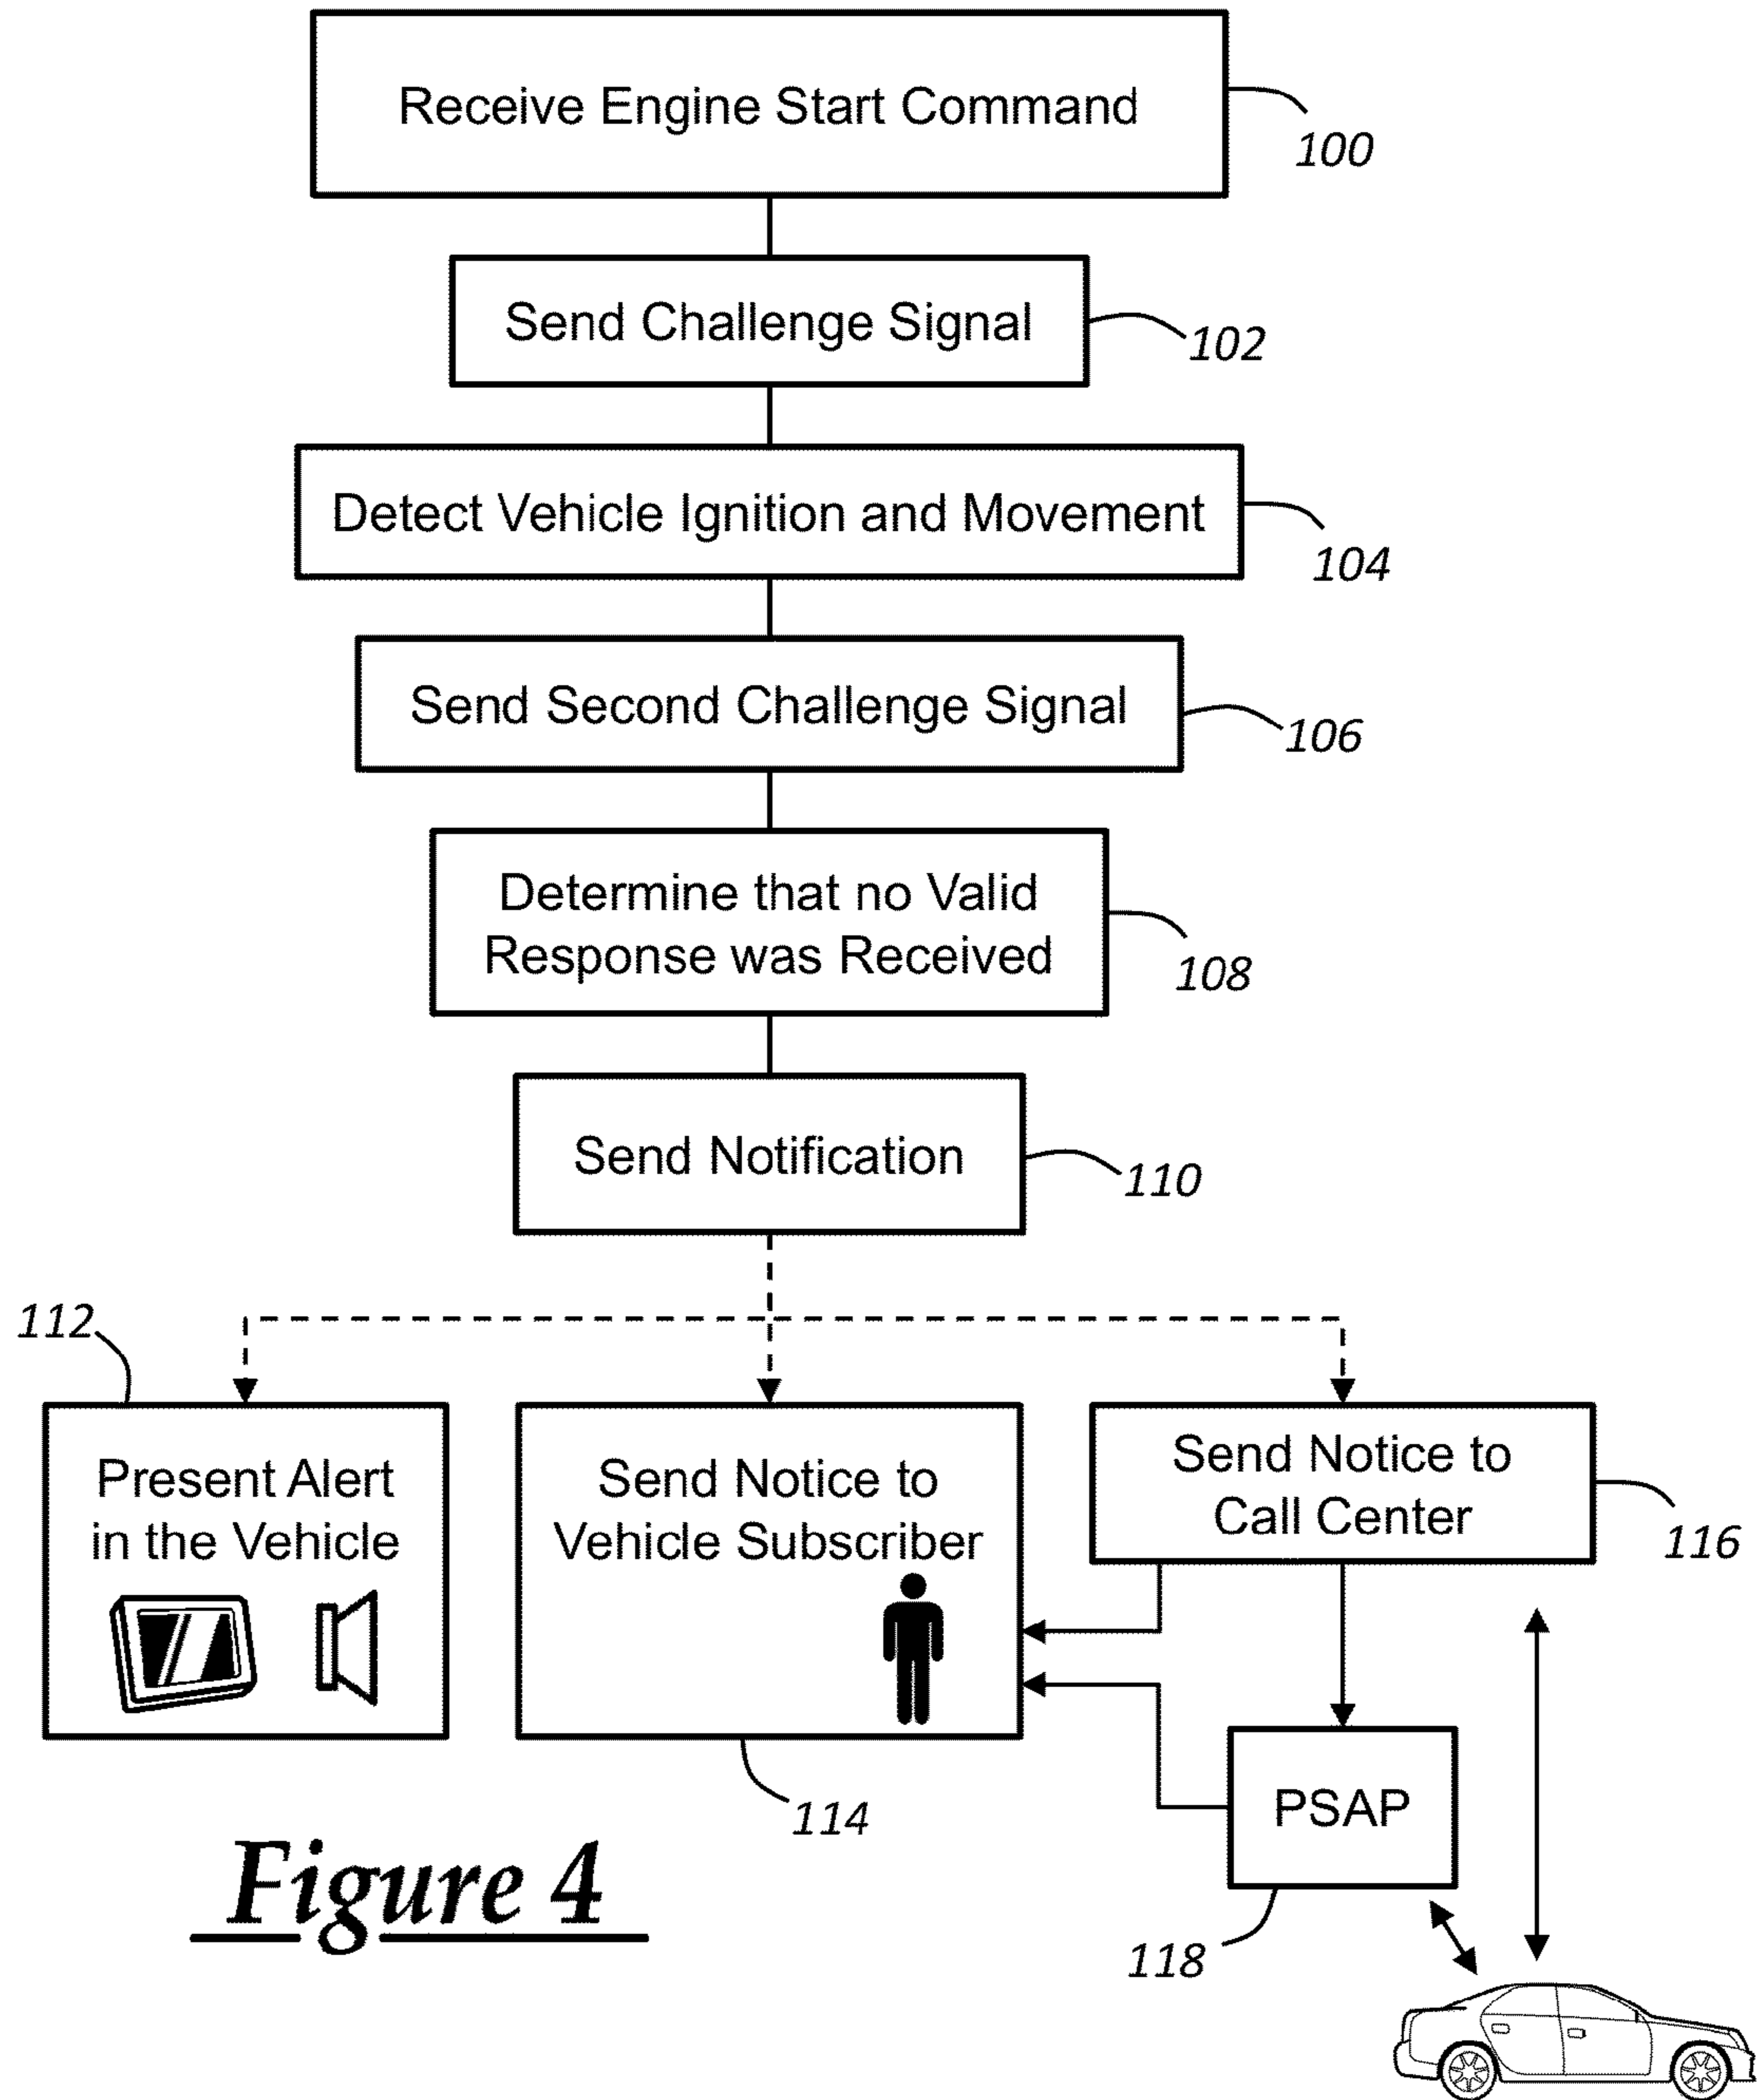 Receive Engine Start Command
100
Send Challenge Signal
102
Detect Vehicle Ignition and Movement
104
Send Second Challenge Signal
106
Determine that no Valid
Response was Received
108
Send Notification
110
112
Present Alert
in the Vehicle
Send Notice to
Vehicle Subscriber
114
Send Notice to
Call Center
116
PSAP
118
Figure 4